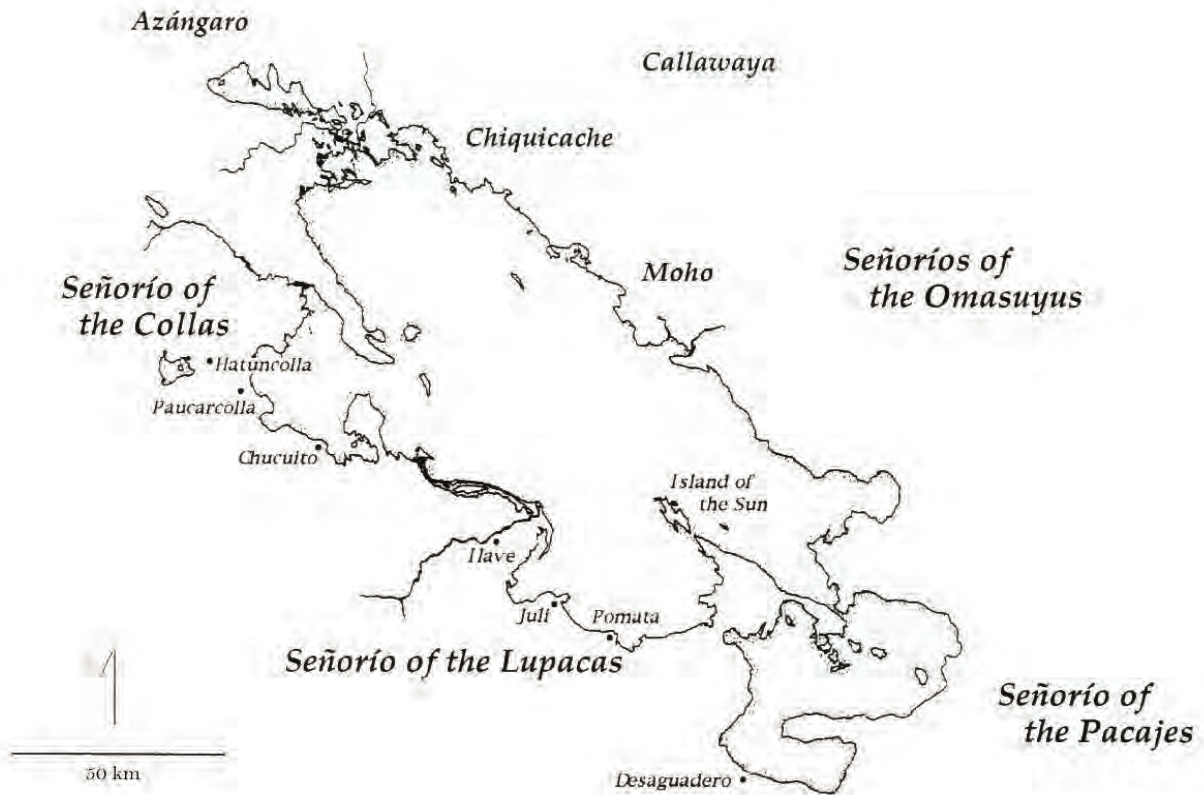 Azángaro
Callawaya
Chiquicache
Moho
Señoríos of
the Omasuyus
Señorío of
the Collas
Hatuncolla
Paucarcolla
Chucuito
Island of
the Sun
Ilave
Juli
Pomata
Señorío of the Lupacas
Señorío of
the Pacajes
50 km
Desaguadero